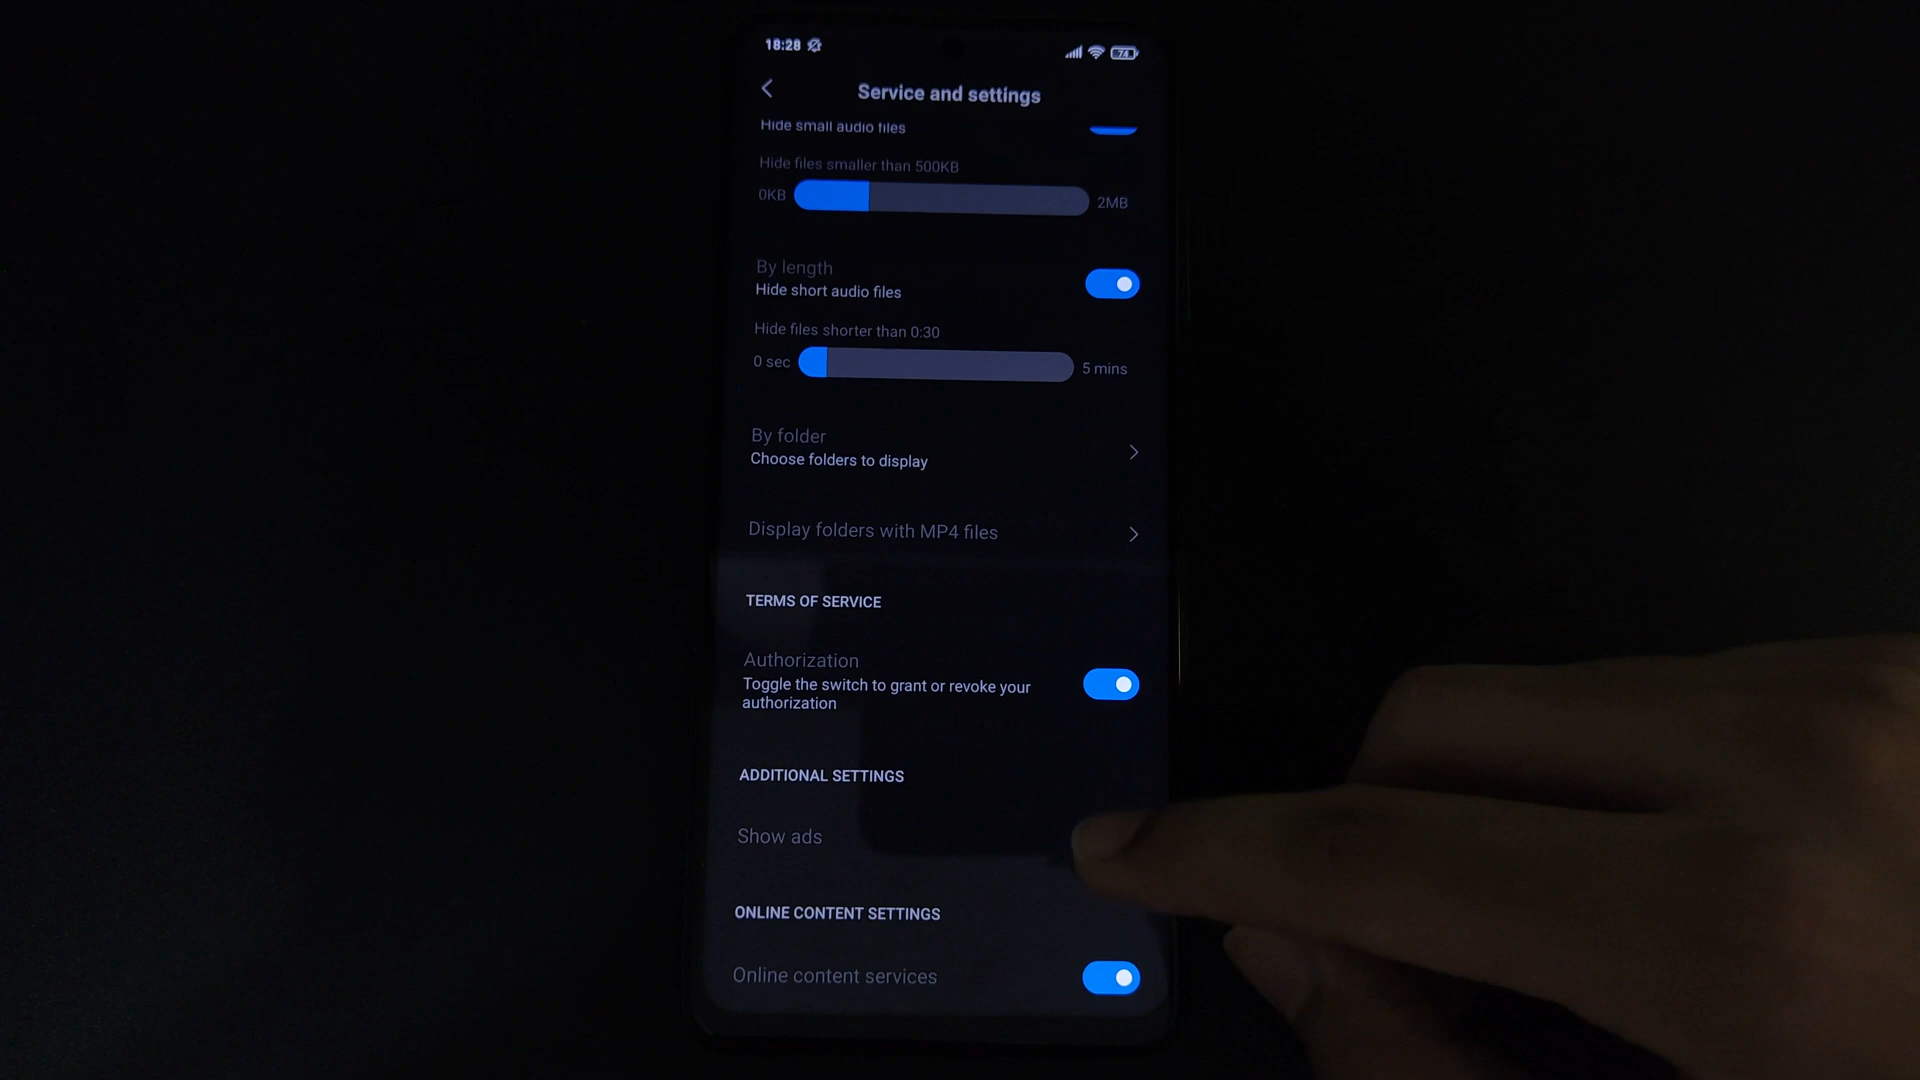 18:28
74
Service and settings
Hide small audio files
Hide files smaller than 500KB
0KB
2MB
By length
Hide short audio files
Hide files shorter than 0:30
0 sec
5 mins
By folder
Choose folders to display
Display folders with MP4 files
TERMS OF SERVICE
Authorization
Toggle the switch to grant or revoke your
authorization
ADDITIONAL SETTINGS
Show ads
ONLINE CONTENT SETTINGS
Online content services